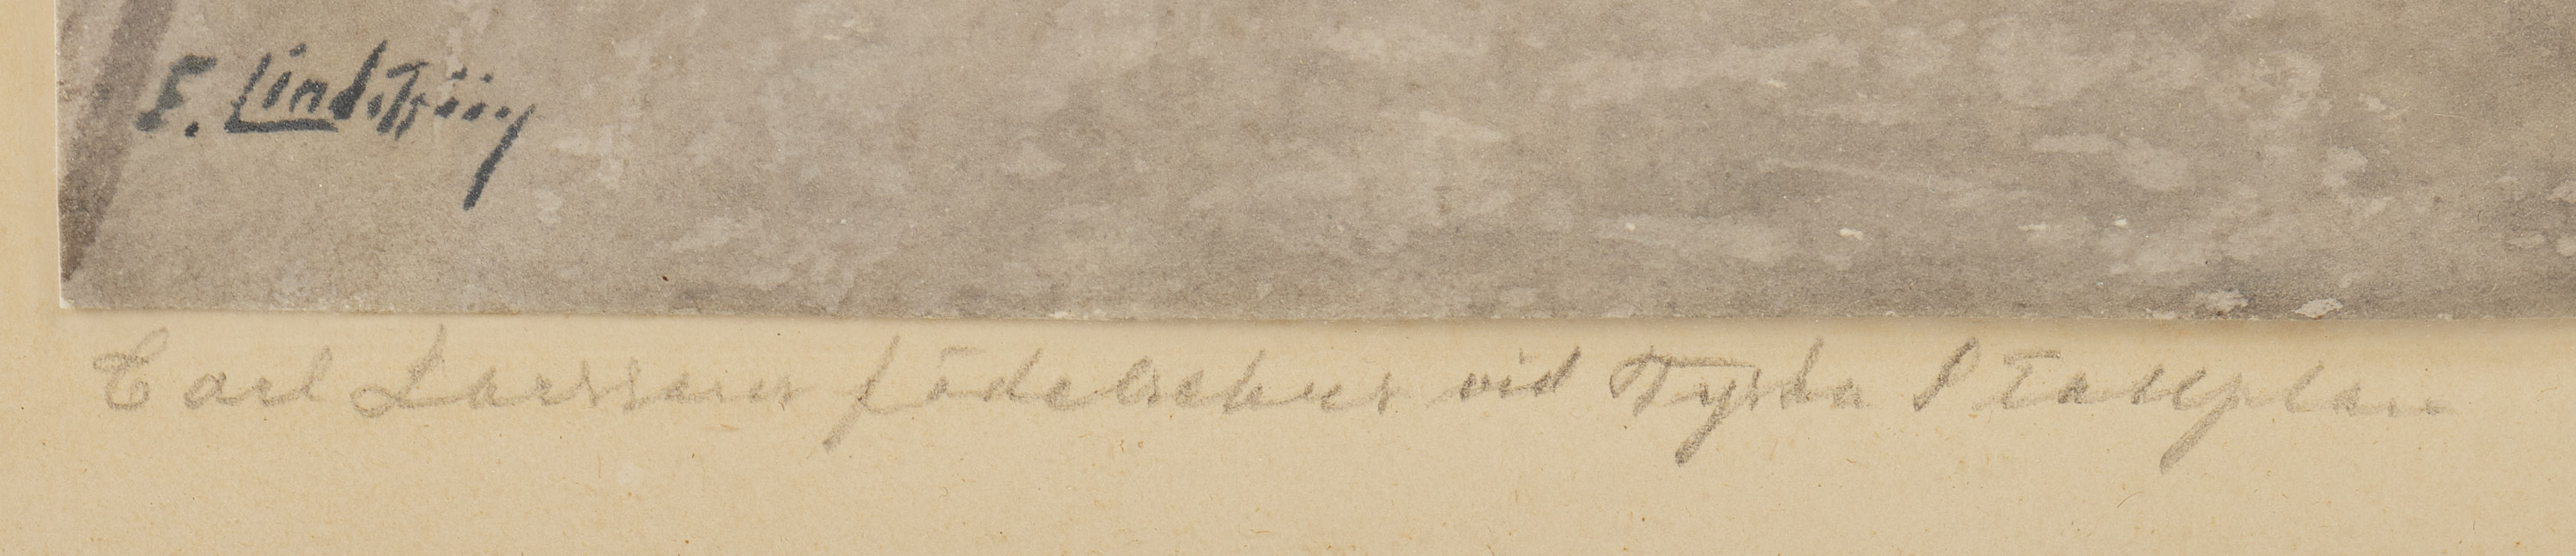 F. Lindström
Carl Larssons födelsehus vid Tyska Stallplan